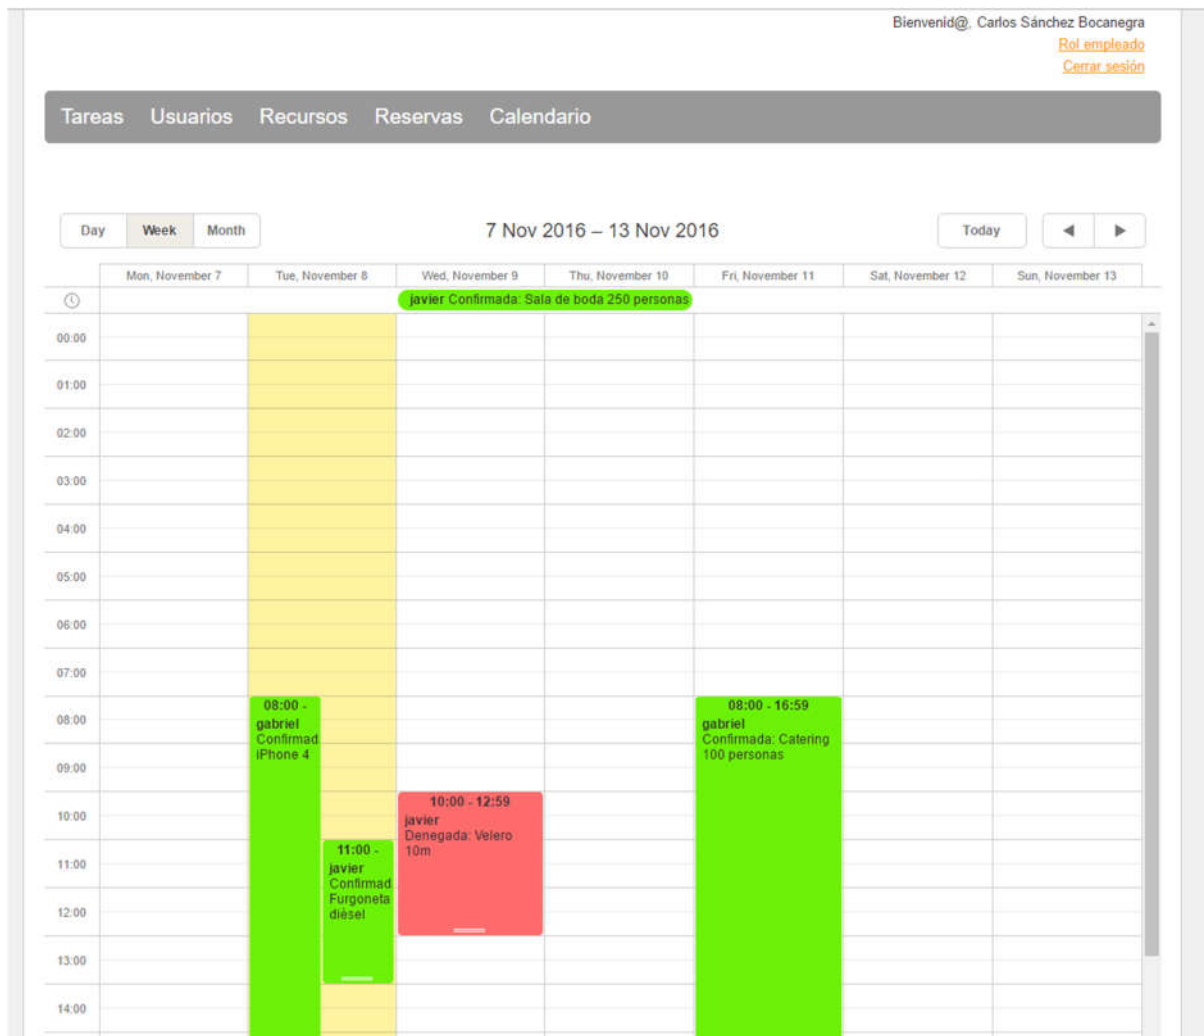 Bienvenid@, Carlos Sánchez Bocanegra
Rol empleado
Cerrar sesión
Tareas Usuarios Recursos Reservas Calendario
Day Week Month 7 Nov 2016 – 13 Nov 2016 Today
Mon, November 7 Tue, November 8 Wed, November 9 Thu, November 10 Fri, November 11 Sat, November 12 Sun, November 13
javier Confirmada: Sala de boda 250 personas
00:00
01:00
02:00
03:00
04:00
05:00
06:00
07:00
08:00
09:00
10:00
11:00
12:00
13:00
14:00
08:00 -
gabriel
Confirmad
iPhone 4
11:00 -
javier
Confirmad
Furgoneta
dièsel
10:00 - 12:59
javier
Denegada: Velero
10m
08:00 - 16:59
gabriel
Confirmada: Catering
100 personas